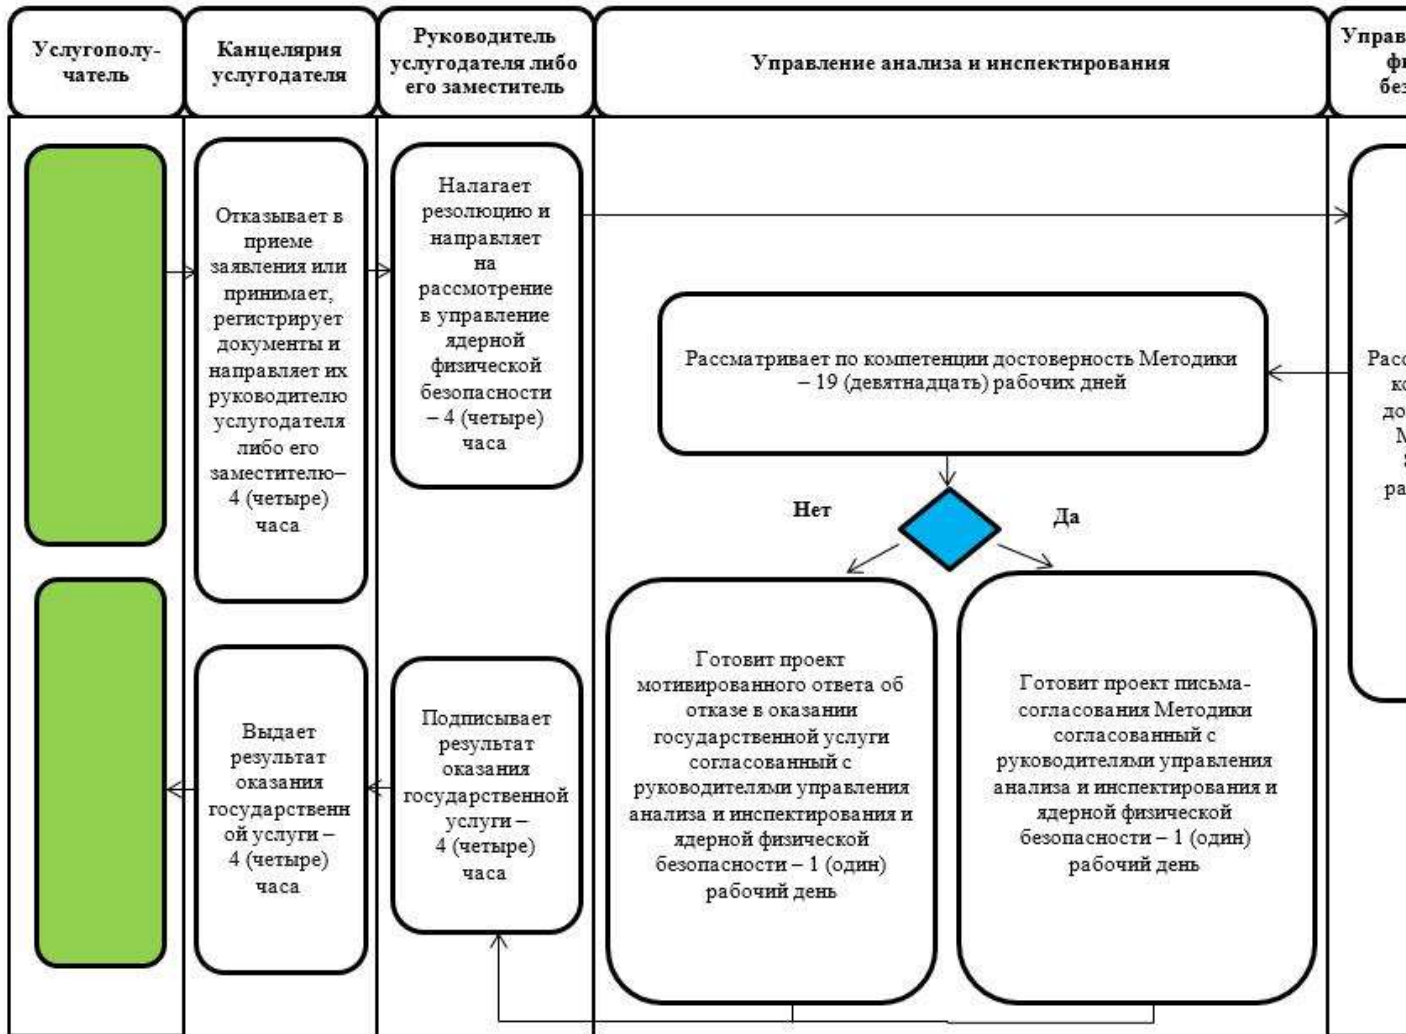 Услугополу-
чатель
Канцелярия
услугодателя
Руководитель
услугодателя либо
его заместитель
Управление анализа и инспектирования
Отказывает в
приеме
заявления или
принимает,
регистрирует
документы и
направляет их
руководителю
услугодателя
либо его
заместителю–
4 (четыре)
часа
Налагает
резолюцию и
направляет
на
рассмотрение
в управление
ядерной
физической
безопасности
– 4 (четыре)
часа
Рассматривает по компетенции достоверность Методики
– 19 (девятнадцать) рабочих дней
Нет
Да
Выдает
результат
оказания
государственн
ой услуги –
4 (четыре)
часа
Подписывает
результат
оказания
государственной
услуги –
4 (четыре)
часа
Готовит проект
мотивированного ответа об
отказе в оказании
государственной услуги
согласованный с
руководителями управления
анализа и инспектирования и
ядерной физической
безопасности – 1 (один)
рабочий день
Готовит проект письма-
согласования Методики
согласованный с
руководителями управления
анализа и инспектирования и
ядерной физической
безопасности – 1 (один)
рабочий день